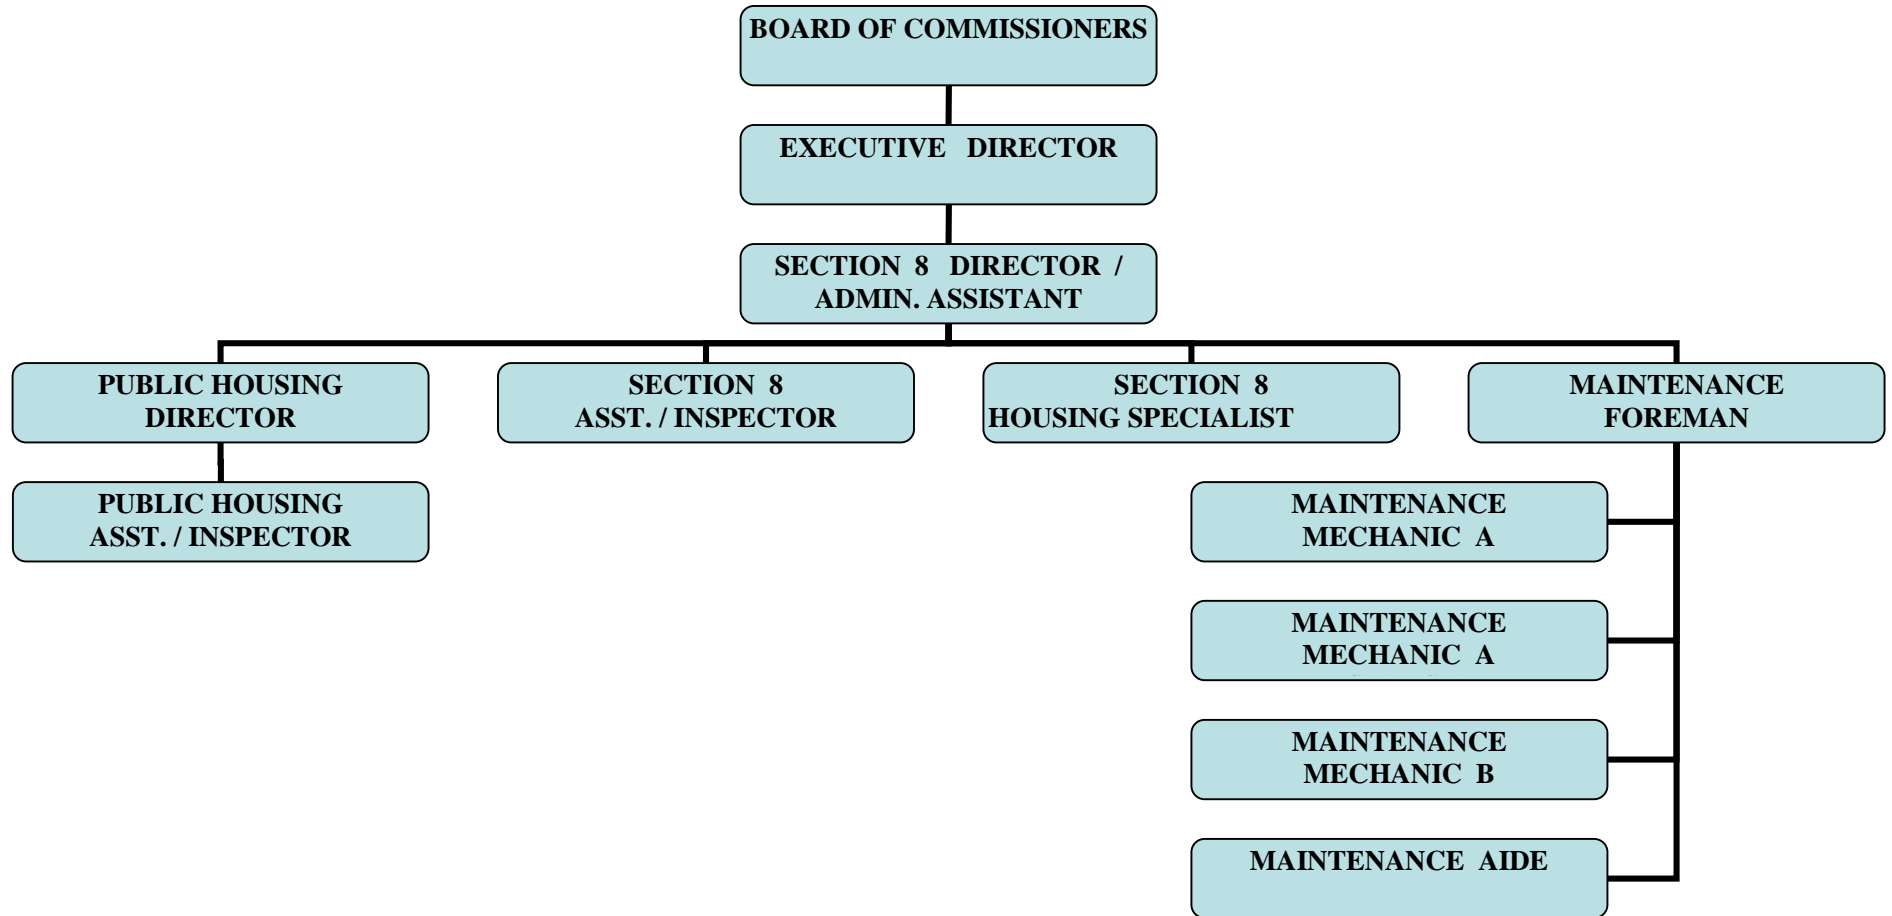 BOARD OF COMMISSIONERS
EXECUTIVE DIRECTOR
SECTION 8 DIRECTOR /
ADMIN. ASSISTANT
PUBLIC HOUSING
DIRECTOR
SECTION 8
ASST. / INSPECTOR
SECTION 8
HOUSING SPECIALIST
MAINTENANCE
FOREMAN
PUBLIC HOUSING
ASST. / INSPECTOR
MAINTENANCE
MECHANIC A
MAINTENANCE
MECHANIC A
MAINTENANCE
MECHANIC B
MAINTENANCE AIDE